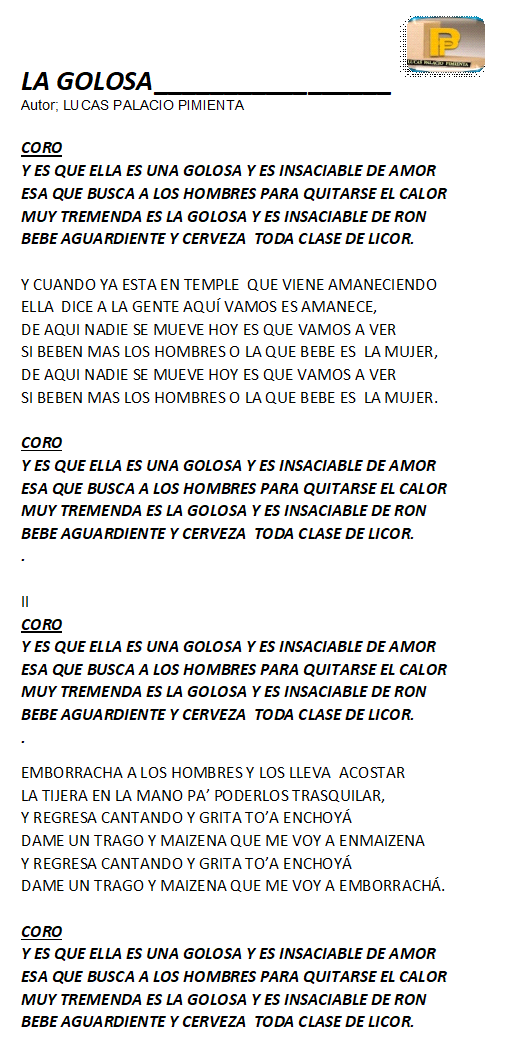 LA GOLOSA_________________
Autor; LUCAS PALACIO PIMIENTA
PP
LUCAS PALACIO PIMIENTA
CORO
Y ES QUE ELLA ES UNA GOLOSA Y ES INSACIABLE DE AMOR
ESA QUE BUSCA A LOS HOMBRES PARA QUITARSE EL CALOR
MUY TREMENDA ES LA GOLOSA Y ES INSACIABLE DE RON
BEBE AGUARDIENTE Y CERVEZA  TODA CLASE DE LICOR.
Y CUANDO YA ESTA EN TEMPLE  QUE VIENE AMANECIENDO
ELLA  DICE A LA GENTE AQUÍ VAMOS ES AMANECE,
DE AQUI NADIE SE MUEVE HOY ES QUE VAMOS A VER
SI BEBEN MAS LOS HOMBRES O LA QUE BEBE ES  LA MUJER,
DE AQUI NADIE SE MUEVE HOY ES QUE VAMOS A VER
SI BEBEN MAS LOS HOMBRES O LA QUE BEBE ES  LA MUJER.
CORO
Y ES QUE ELLA ES UNA GOLOSA Y ES INSACIABLE DE AMOR
ESA QUE BUSCA A LOS HOMBRES PARA QUITARSE EL CALOR
MUY TREMENDA ES LA GOLOSA Y ES INSACIABLE DE RON
BEBE AGUARDIENTE Y CERVEZA  TODA CLASE DE LICOR.
.
II
CORO
Y ES QUE ELLA ES UNA GOLOSA Y ES INSACIABLE DE AMOR
ESA QUE BUSCA A LOS HOMBRES PARA QUITARSE EL CALOR
MUY TREMENDA ES LA GOLOSA Y ES INSACIABLE DE RON
BEBE AGUARDIENTE Y CERVEZA  TODA CLASE DE LICOR.
.
EMBORRACHA A LOS HOMBRES Y LOS LLEVA  ACOSTAR
LA TIJERA EN LA MANO PA’ PODERLOS TRASQUILAR,
Y REGRESA CANTANDO Y GRITA TO’A ENCHOYÁ
DAME UN TRAGO Y MAIZENA QUE ME VOY A ENMAIZENA
Y REGRESA CANTANDO Y GRITA TO’A ENCHOYÁ
DAME UN TRAGO Y MAIZENA QUE ME VOY A EMBORRACHÁ.
CORO
Y ES QUE ELLA ES UNA GOLOSA Y ES INSACIABLE DE AMOR
ESA QUE BUSCA A LOS HOMBRES PARA QUITARSE EL CALOR
MUY TREMENDA ES LA GOLOSA Y ES INSACIABLE DE RON
BEBE AGUARDIENTE Y CERVEZA  TODA CLASE DE LICOR.